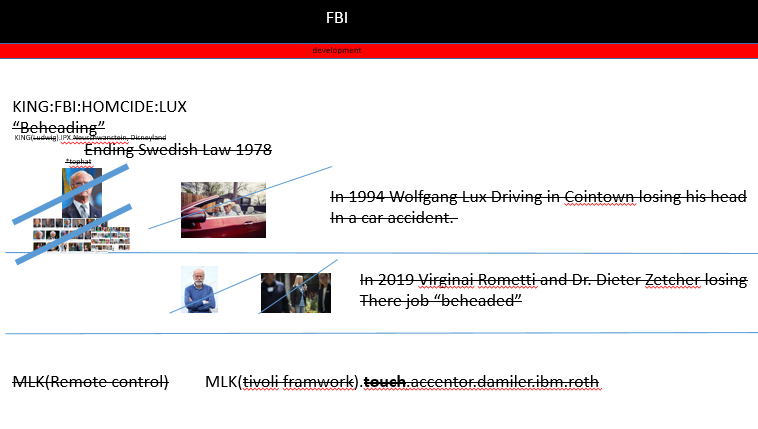 FBI
development
KING:FBI:HOMCIDE:LUX
“Beheading”
KING(Ludwig).IPX Neuschwanstein, Disneyland
Ending Swedish Law 1978
*tophat
In 1994 Wolfgang Lux Driving in Cointown losing his head
In a car accident.
In 2019 Virginai Rometti and Dr. Dieter Zetcher losing
There job “beheaded”
MLK(Remote control)
MLK(tivoli framwork).touch.accentor.damiler.ibm.roth